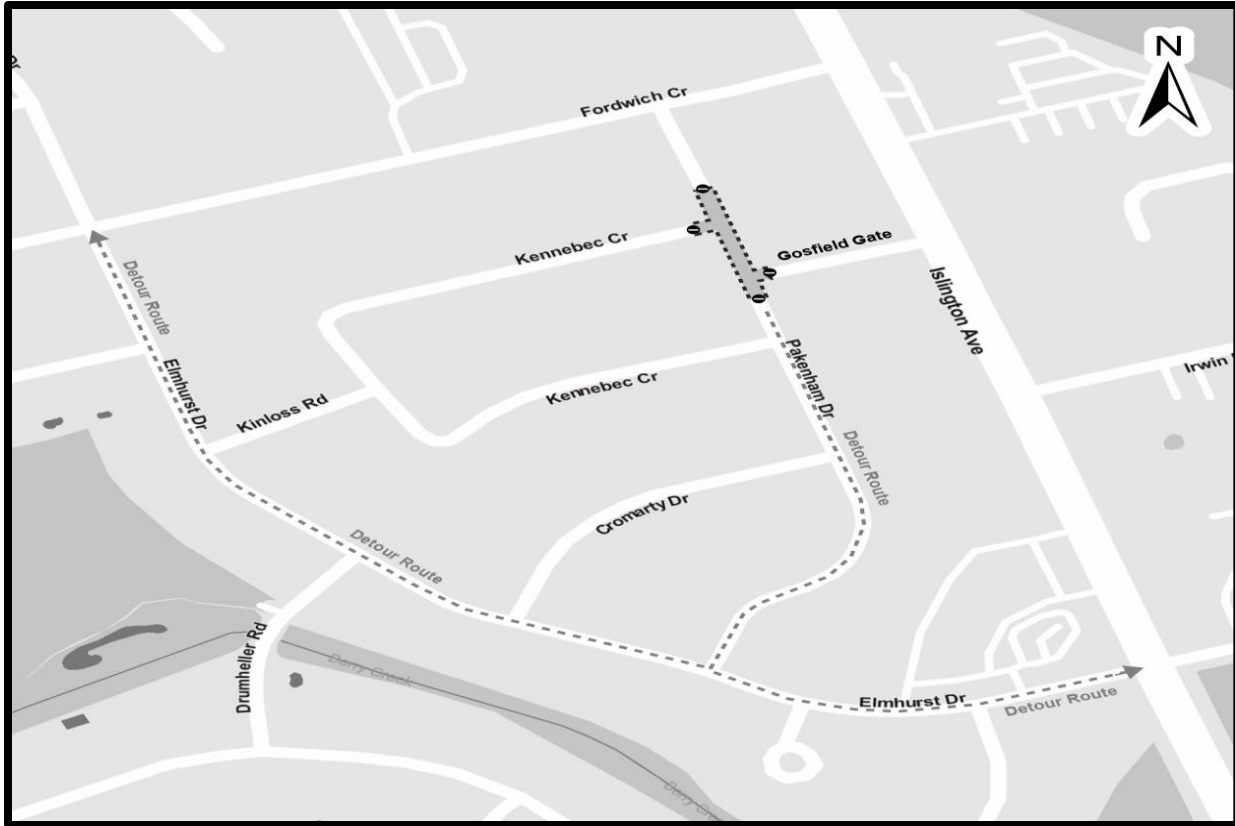 N
Fordwich Cr
Kennebec Cr
Gosfield Gate
Islington Ave
Detour Route
Elmhurst Dr
Kinloss Rd
Kennebec Cr
Pakenham Dr
Irwin
Detour Route
Cromarty Dr
Detour Route
Drumheller Rd
Berry Creek
Elmhurst Dr
Detour Route